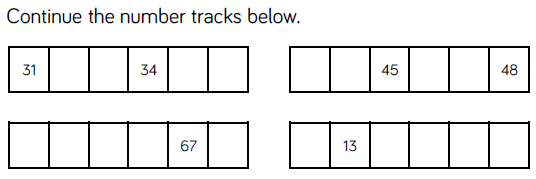 Continue the number tracks below.
31 34 45 48
67 13